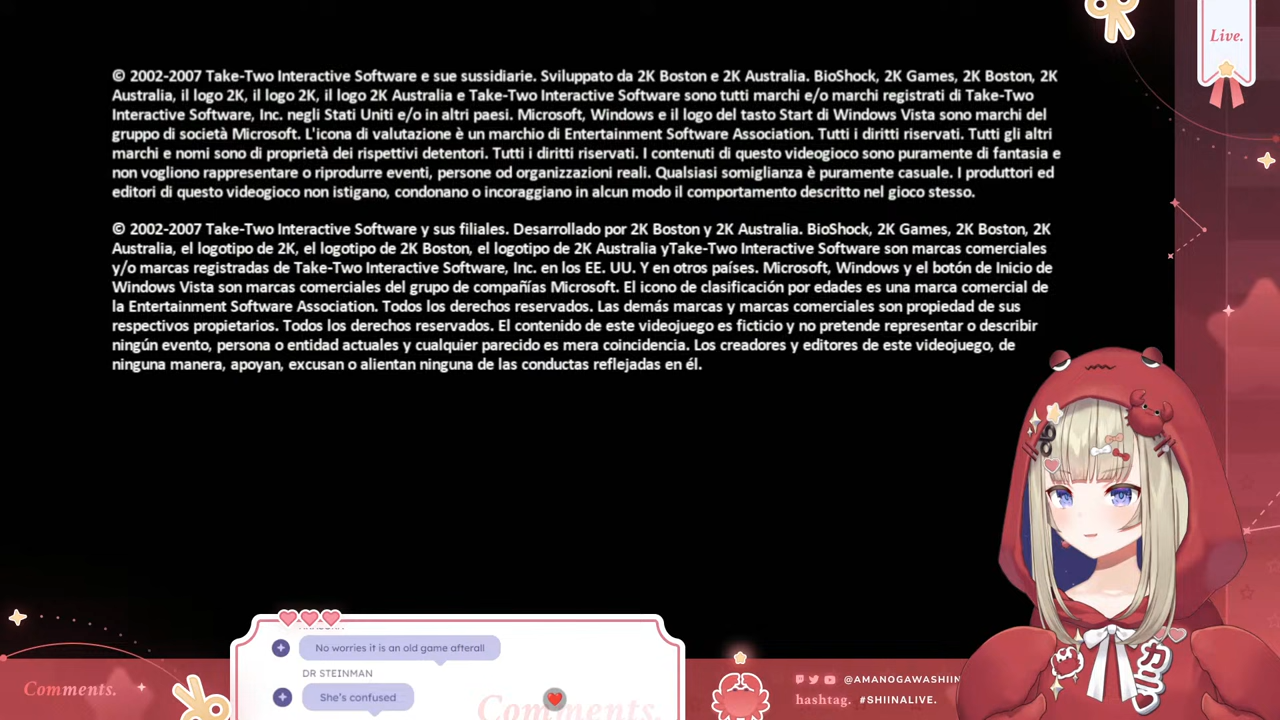 Live.
© 2002-2007 Take-Two Interactive Software e sue sussidiarie. Sviluppato da 2K Boston e 2K Australia. BioShock, 2K Games, 2K Boston, 2K
Australia, il logo 2K, il logo 2K, il logo 2K Australia e Take-Two Interactive Software sono tutti marchi e/o marchi registrati di Take-Two
Interactive Software, Inc. negli Stati Uniti e/o in altri paesi. Microsoft, Windows e il logo del tasto Start di Windows Vista sono marchi del
gruppo di società Microsoft. L'icona di valutazione è un marchio di Entertainment Software Association. Tutti i diritti riservati. Tutti gli altri
marchi e nomi sono di proprietà dei rispettivi detentori. Tutti i diritti riservati. I contenuti di questo videogioco sono puramente di fantasia e
non vogliono rappresentare o riprodurre eventi, persone od organizzazioni reali. Qualsiasi somiglianza è puramente casuale. I produttori ed
editori di questo videogioco non istigano, condonano o incoraggiano in alcun modo il comportamento descritto nel gioco stesso.
© 2002-2007 Take-Two Interactive Software y sus filiales. Desarrollado por 2K Boston y 2K Australia. BioShock, 2K Games, 2K Boston, 2K
Australia, el logotipo de 2K, el logotipo de 2K Boston, el logotipo de 2K Australia yTake-Two Interactive Software son marcas comerciales
y/o marcas registradas de Take-Two Interactive Software, Inc. en los EE. UU. Y en otros países. Microsoft, Windows y el botón de Inicio de
Windows Vista son marcas comerciales del grupo de compañías Microsoft. El icono de clasificación por edades es una marca comercial de
la Entertainment Software Association. Todos los derechos reservados. Las demás marcas y marcas comerciales son propiedad de sus
respectivos propietarios. Todos los derechos reservados. El contenido de este videojuego es ficticio y no pretende representar o describir
ningún evento, persona o entidad actuales y cualquier parecido es mera coincidencia. Los creadores y editores de este videojuego, de
ninguna manera, apoyan, excusan o alientan ninguna de las conductas reflejadas en él.
No worries it is an old game afterall
DR STEINMAN
She's confused
Comments.
Comments.
@AMANOGAWASHIIN
hashtag. #SHIINALIVE.
カニ